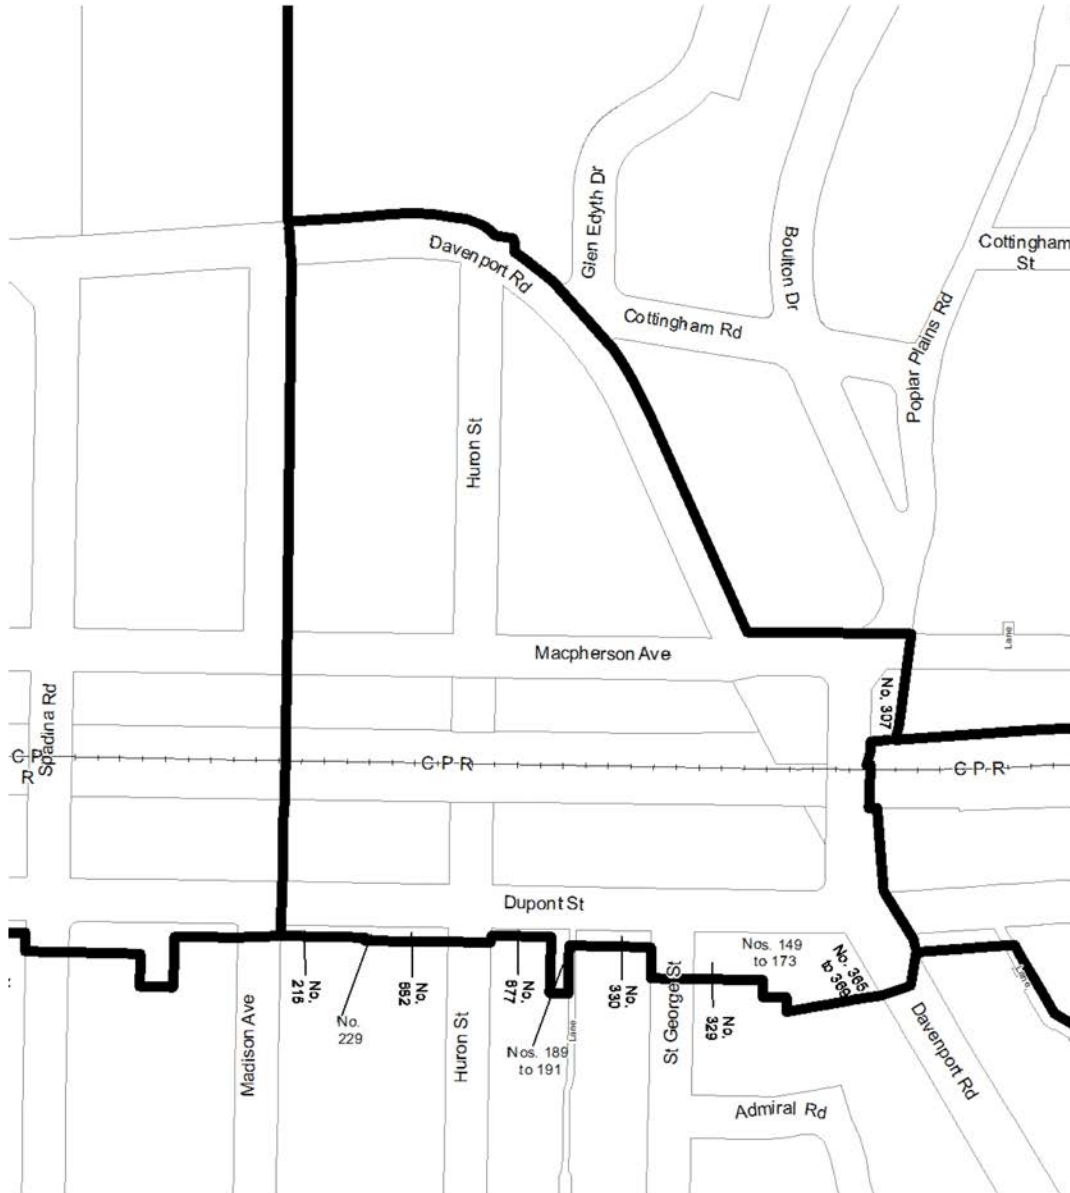 Davenport Rd
Glen Edyth Dr
Boulton Dr
Cottingham
St
Cottingham Rd
Poplar Plains Rd
Huron St
Macpherson Ave
Lane
No. 307
Spadina Rd
C P
R
C P R
C P R
Dupont St
Nos. 149
to 173
No. 365
to 369
No.
216
No.
229
No.
682
No.
677
Nos. 189
to 191
Lane
No.
330
St George St
No.
329
Lane
Madison Ave
Huron St
Davenport Rd
Admiral Rd